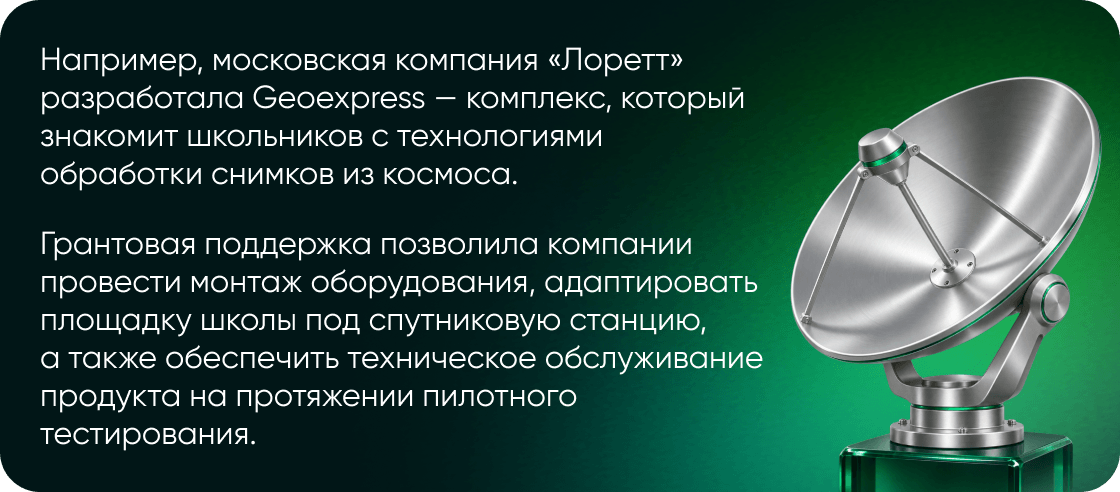 Например, московская компания «Лоретт»
разработала Geoexpress — комплекс, который
знакомит школьников с технологиями
обработки снимков из космоса.
Грантовая поддержка позволила компании
провести монтаж оборудования, адаптировать
площадку школы под спутниковую станцию,
а также обеспечить техническое обслуживание
продукта на протяжении пилотного
тестирования.